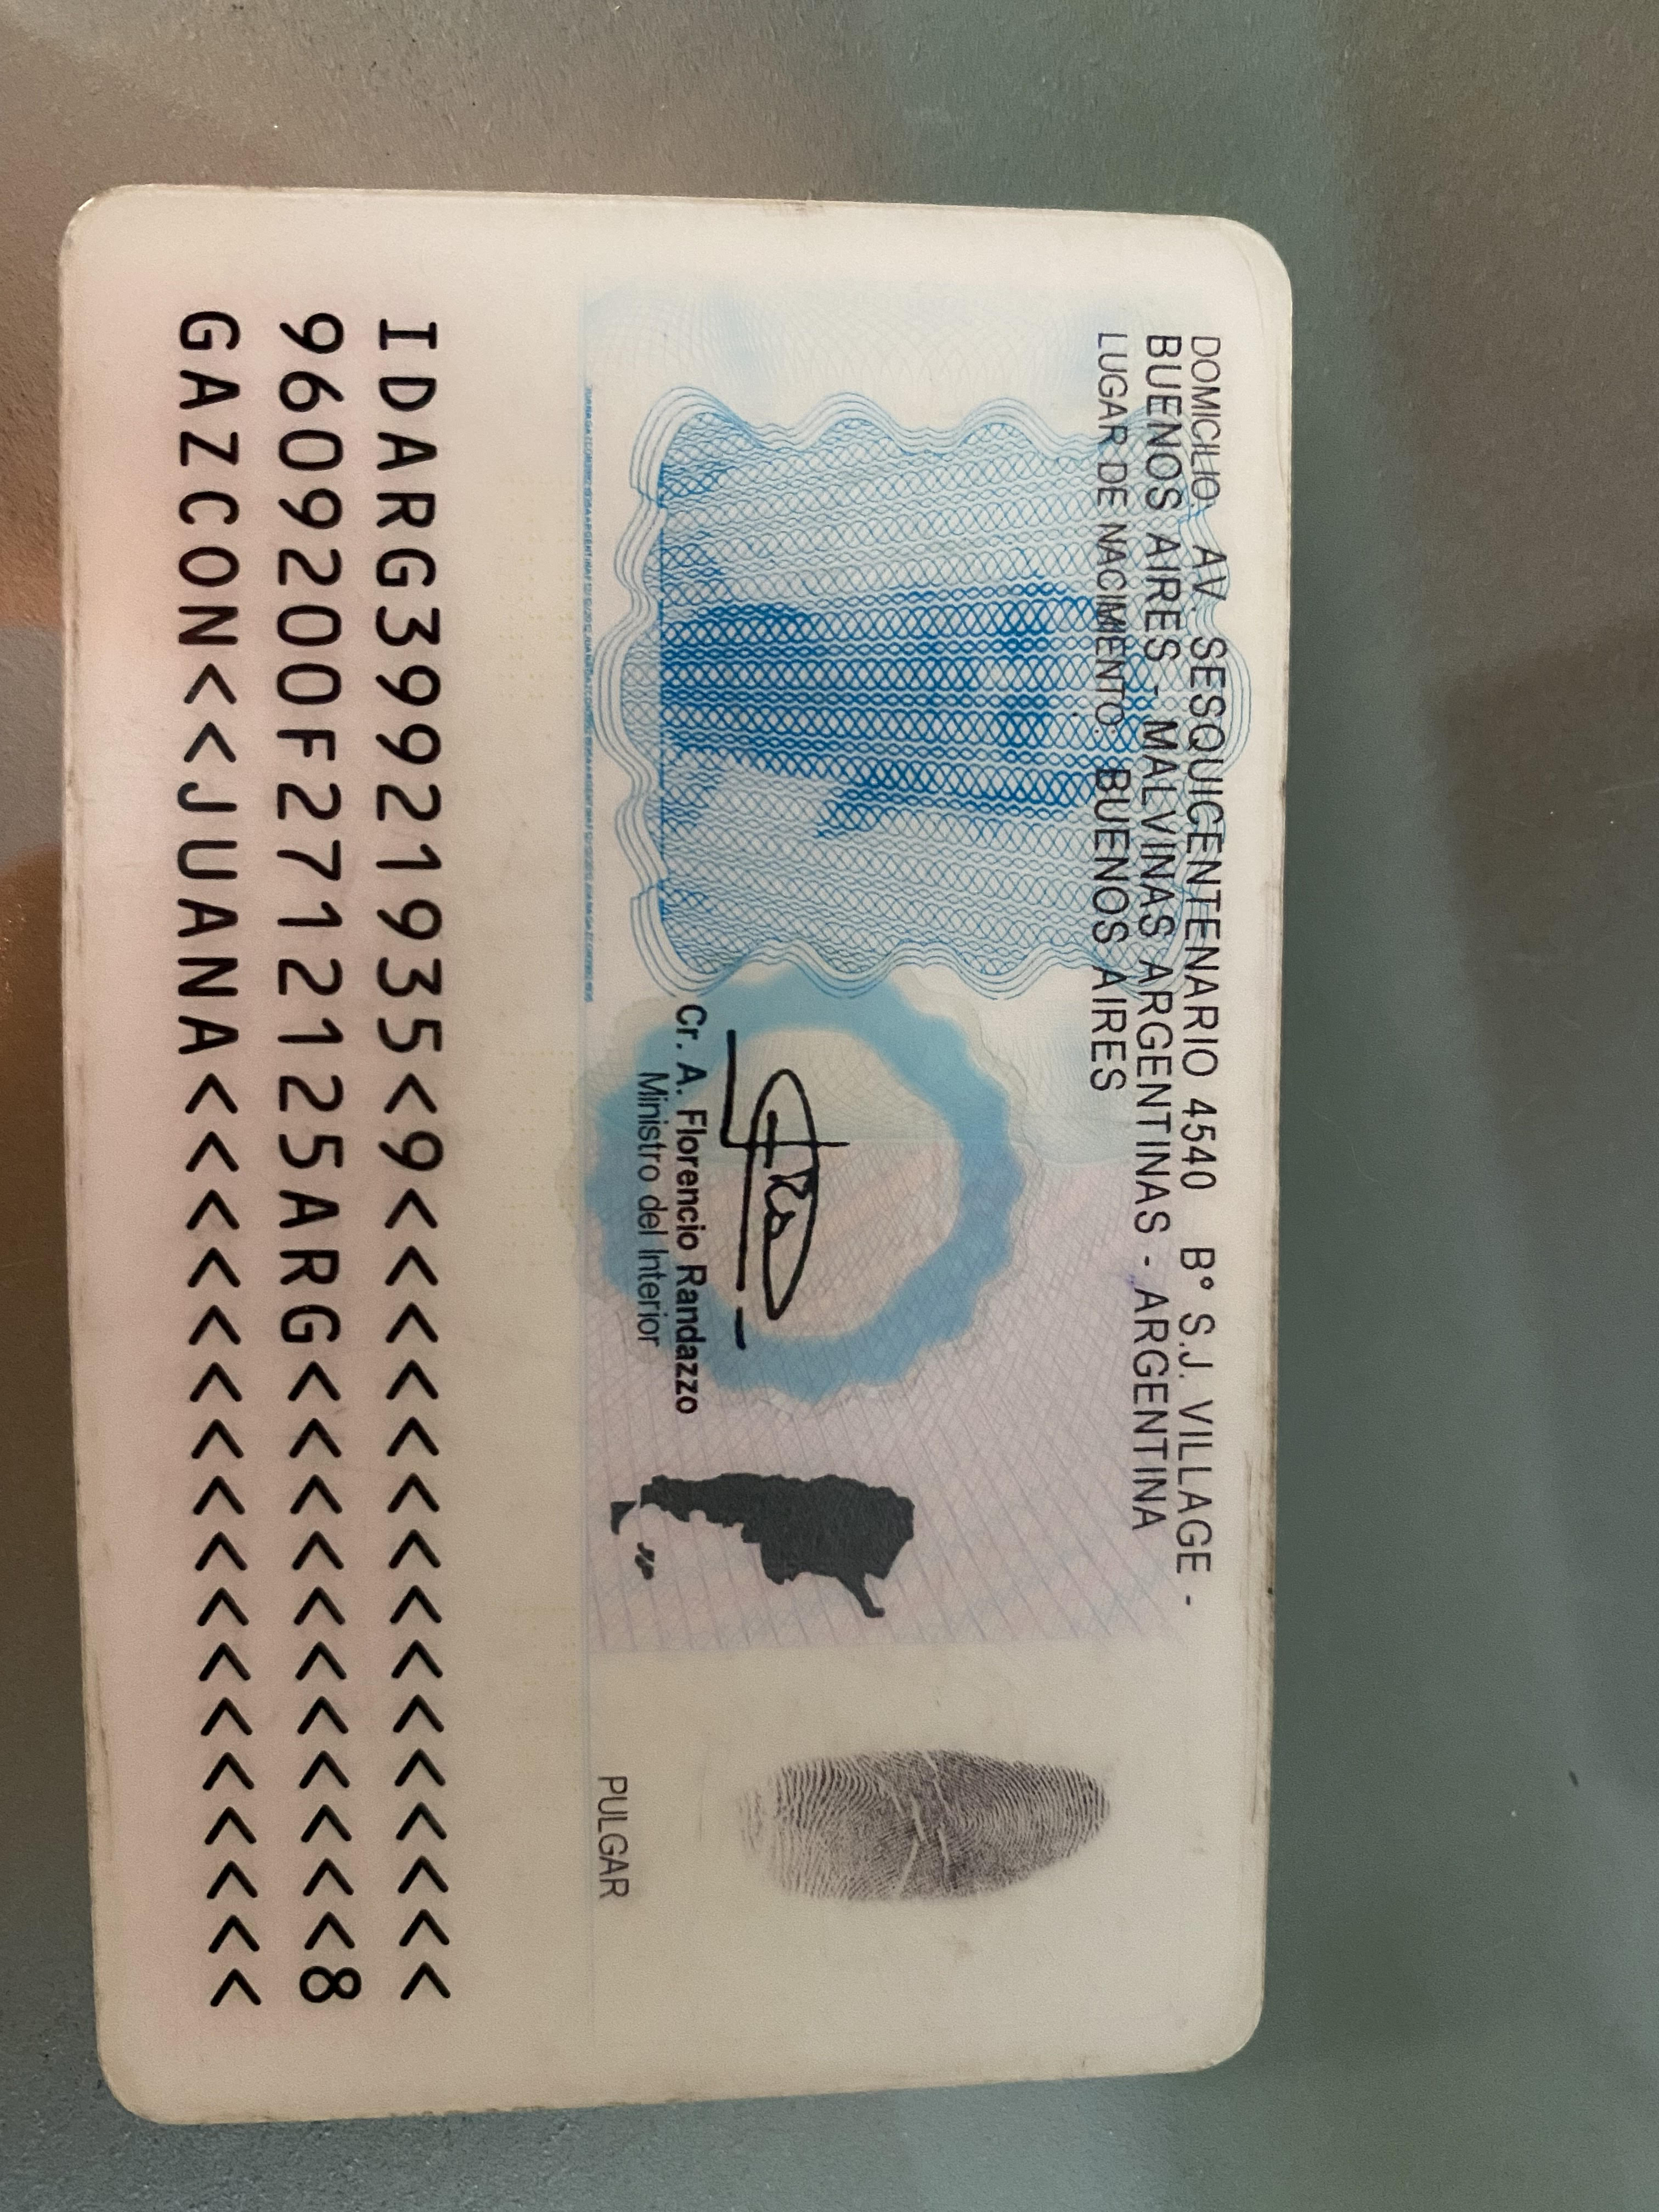 DOMICILIO: AV. SESQUICENTENARIO 4540 B° S.J. VILLAGE -
BUENOS AIRES - MALVINAS ARGENTINAS - ARGENTINA
LUGAR DE NACIMIENTO: BUENOS AIRES
Cr. A. Florencio Randazzo
Ministro del Interior
PULGAR
IDARG39921935<9<<<<<<<<<<<<<<<
9609200F2712125ARG<<<<<<<<<<<8
GAZCON<<JUANA<<<<<<<<<<<<<<<<<